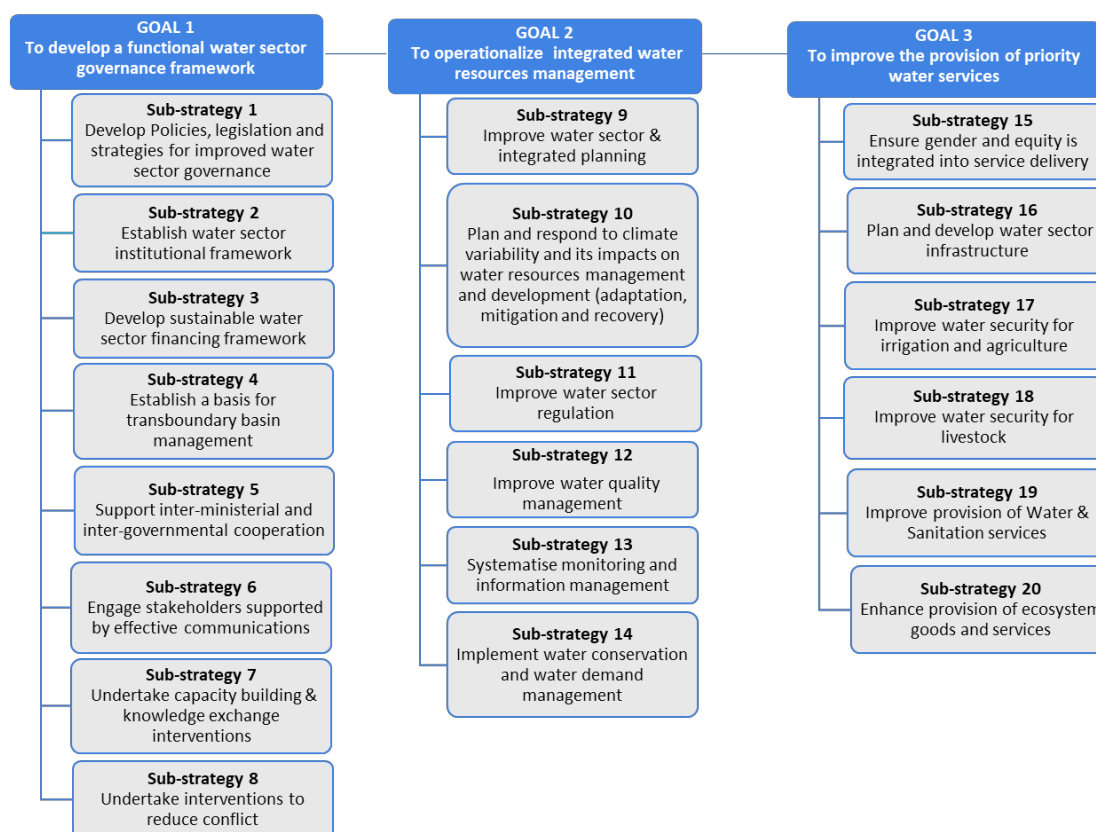 GOAL 1
To develop a functional water sector
governance framework
Sub-strategy 1
Develop Policies, legislation and
strategies for improved water
sector governance
Sub-strategy 2
Establish water sector
institutional framework
Sub-strategy 3
Develop sustainable water
sector financing framework
Sub-strategy 4
Establish a basis for
transboundary basin
management
Sub-strategy 5
Support inter-ministerial and
inter-governmental cooperation
Sub-strategy 6
Engage stakeholders supported
by effective communications
Sub-strategy 7
Undertake capacity building &
knowledge exchange
interventions
Sub-strategy 8
Undertake interventions to
reduce conflict
GOAL 2
To operationalize integrated water
resources management
Sub-strategy 9
Improve water sector &
integrated planning
Sub-strategy 10
Plan and respond to climate
variability and its impacts on
water resources management
and development (adaptation,
mitigation and recovery)
Sub-strategy 11
Improve water sector
regulation
Sub-strategy 12
Improve water quality
management
Sub-strategy 13
Systematise monitoring and
information management
Sub-strategy 14
Implement water conservation
and water demand
management
GOAL 3
To improve the provision of priority
water services
Sub-strategy 15
Ensure gender and equity is
integrated into service delivery
Sub-strategy 16
Plan and develop water sector
infrastructure
Sub-strategy 17
Improve water security for
irrigation and agriculture
Sub-strategy 18
Improve water security for
livestock
Sub-strategy 19
Improve provision of Water &
Sanitation services
Sub-strategy 20
Enhance provision of ecosystem
goods and services